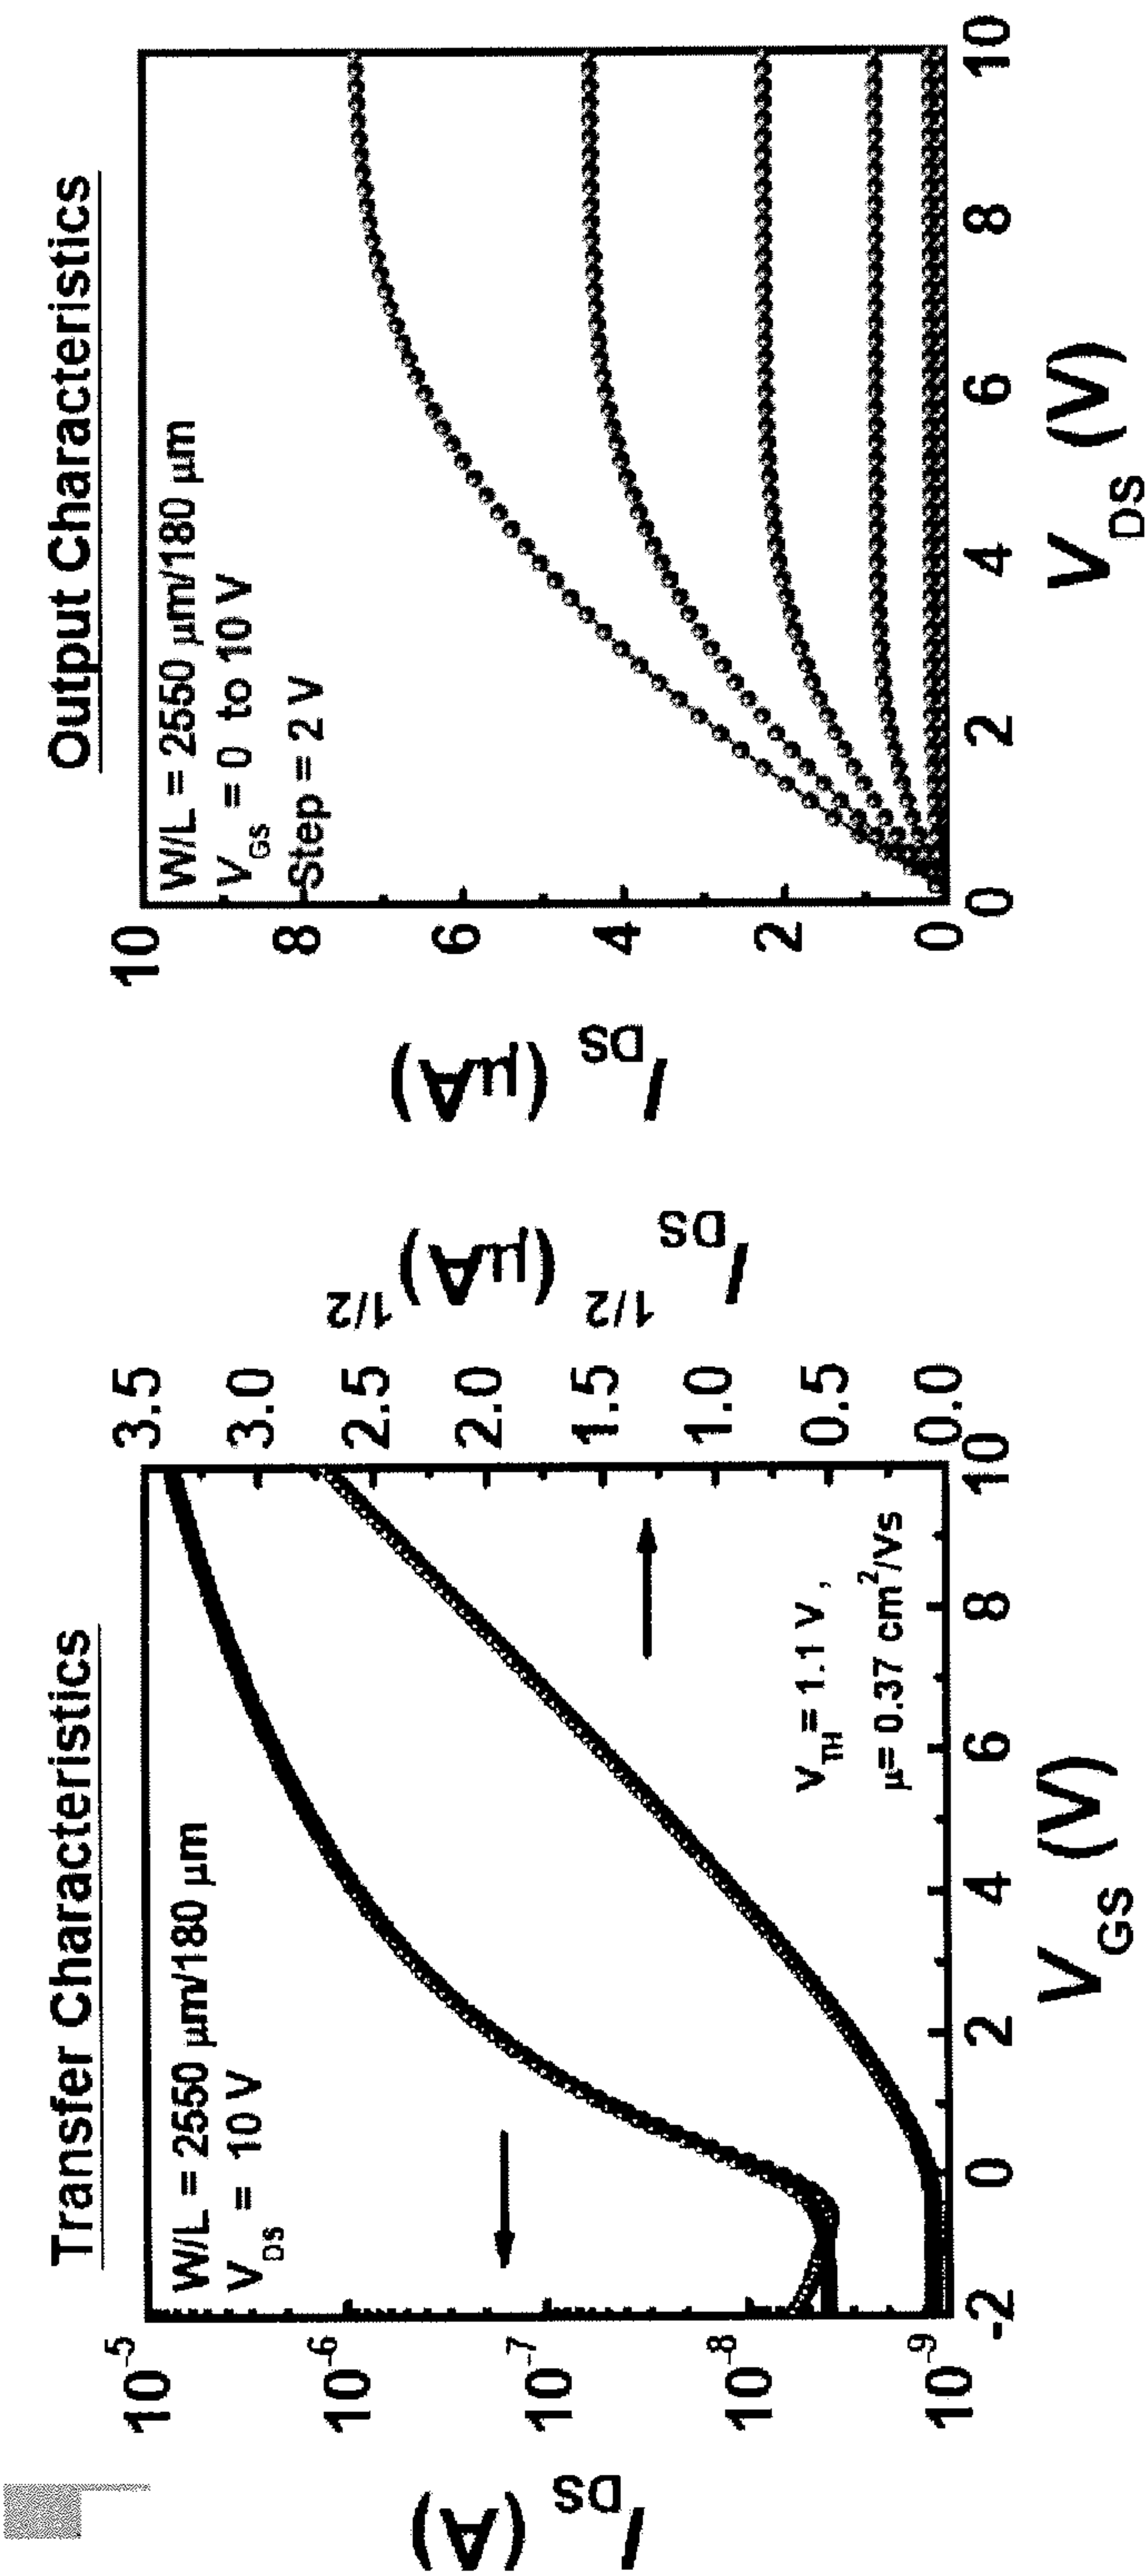 Transfer Characteristics
I_DS (A)
10^-5
10^-6
10^-7
10^-8
10^-9
W/L = 2550 μm/180 μm
V_DS = 10 V
V_TH = 1.1 V ,
μ= 0.37 cm^2/Vs
-2
0
2
4
6
8
10
V_GS (V)
3.5
3.0
2.5
2.0
1.5
1.0
0.5
0.0
I_DS^1/2 (μA)^1/2
Output Characteristics
I_DS (μA)
10
8
6
4
2
0
W/L = 2550 μm/180 μm
V_GS = 0 to 10 V
Step = 2 V
0
2
4
6
8
10
V_DS (V)